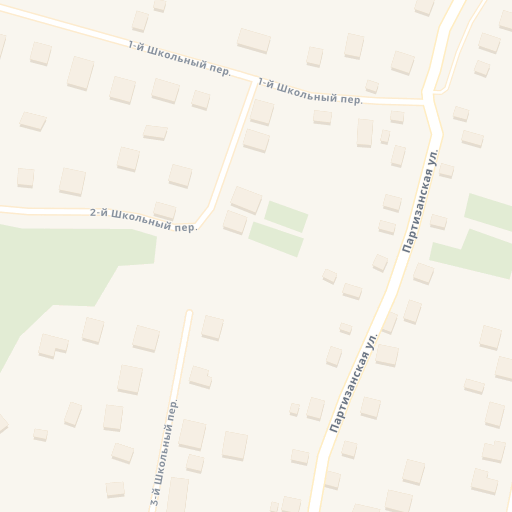 1-й Школьный пер.
1-й Школьный пер.
Партизанская ул.
2-й Школьный пер.
Партизанская ул.
3-й Школьный пер.